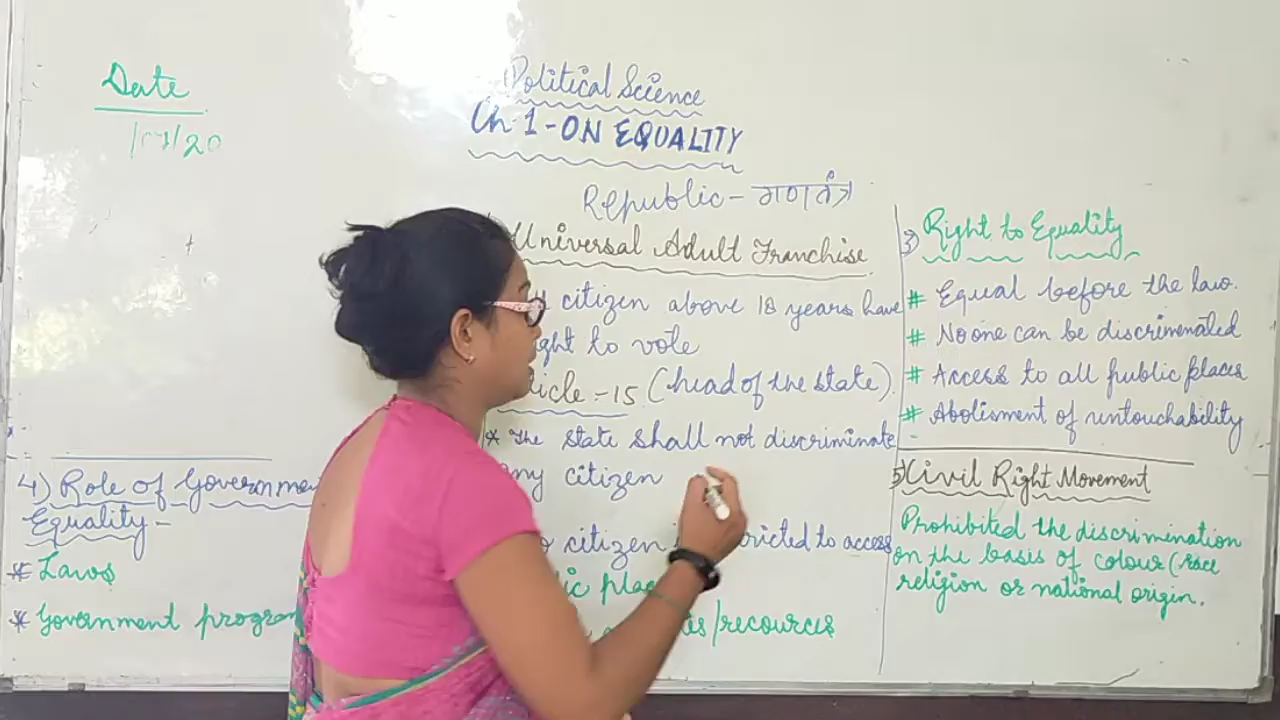 Date
/20
Political Science
Ch 1 - ON EQUALITY
Republic - गणतंत्र
Universal Adult Franchise
citizen above 18 years have
to vote
15 (head of the state)
* The state shall not discriminate
any citizen
citizen to access
/recources
3) Right to Equality
# Equal before the law.
# No one can be discrimenated
# Access to all public places
# Abolisment of untouchability
4) Role of
Equality -
* Laws
* Government
5) Civil Right Movement
Prohibited the discrimination
on the basis of colour (race
religion or national origin.